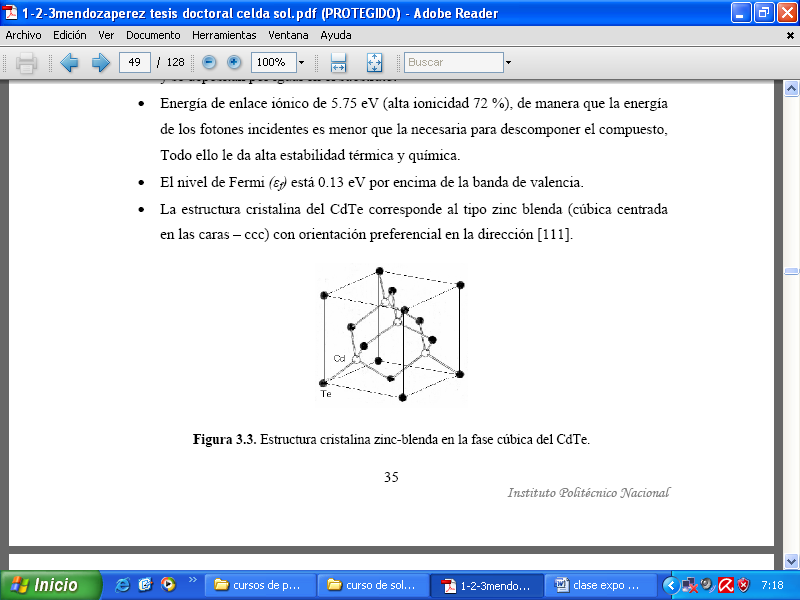 1-2-3mendozaperez tesis doctoral celda sol.pdf (PROTEGIDO) - Adobe Reader
Archivo Edición Ver Documento Herramientas Ventana Ayuda
49 / 128 100% Buscar
Energía de enlace iónico de 5.75 eV (alta ionicidad 72 %), de manera que la energía
de los fotones incidentes es menor que la necesaria para descomponer el compuesto,
Todo ello le da alta estabilidad térmica y química.
El nivel de Fermi (εf) está 0.13 eV por encima de la banda de valencia.
La estructura cristalina del CdTe corresponde al tipo zinc blenda (cúbica centrada
en las caras – ccc) con orientación preferencial en la dirección [111].
Cd
Te
Figura 3.3. Estructura cristalina zinc-blenda en la fase cúbica del CdTe.
35
Instituto Politécnico Nacional
Inicio » cursos de p... curso de sol... 1-2-3mendo... clase expo ... 7:18